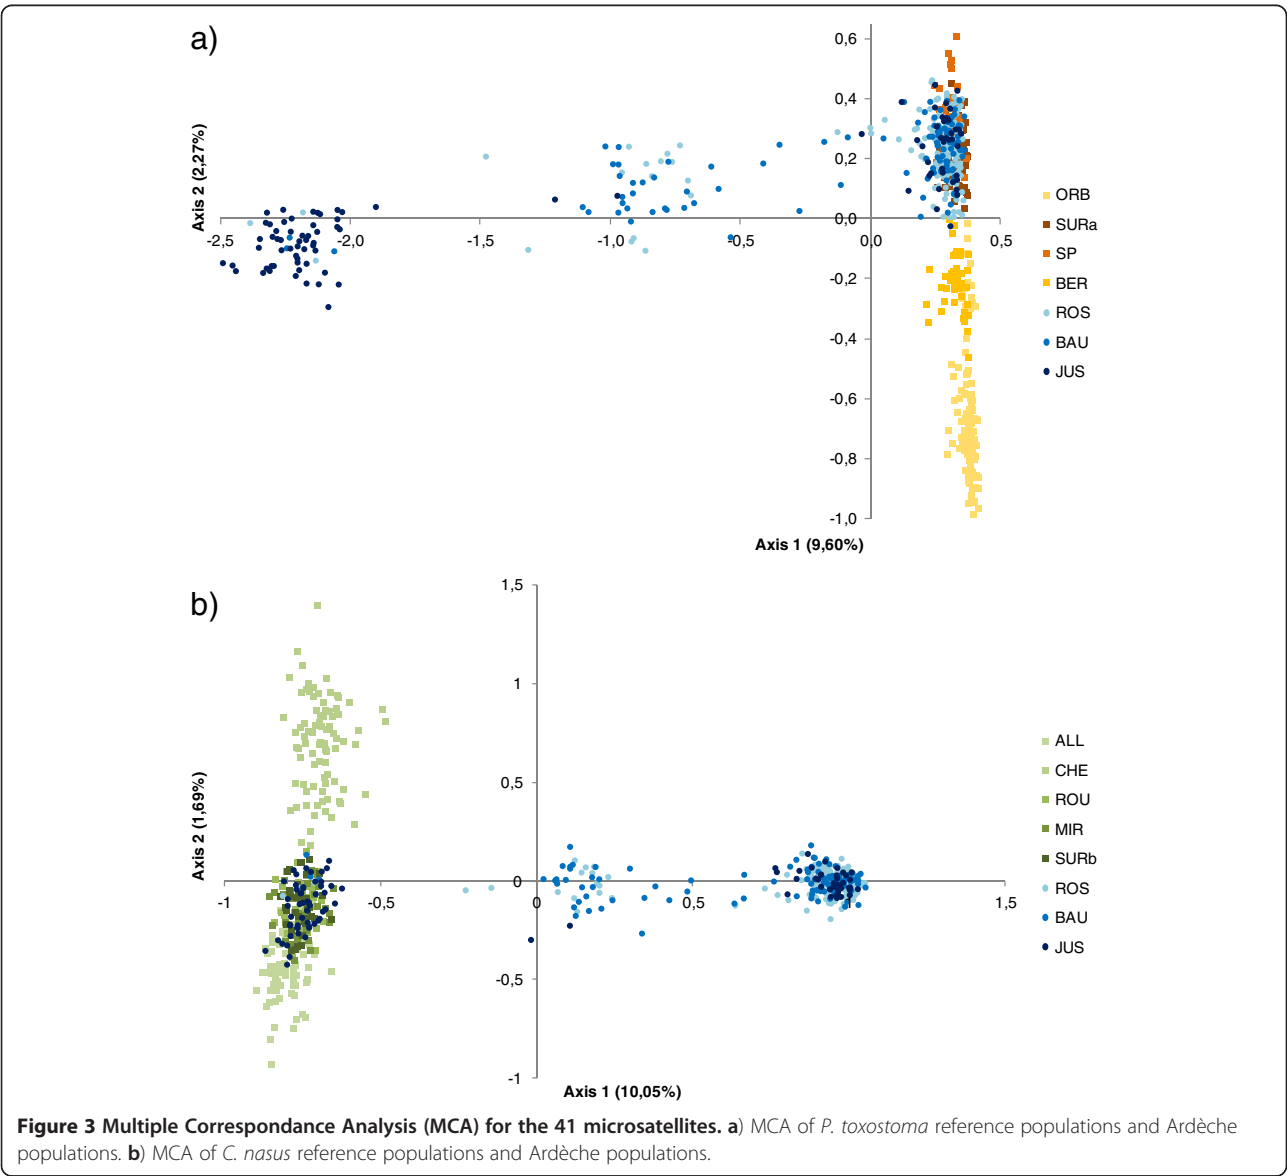 a)
0,6
0,4
0,2
0,0
-0,2
-0,4
-0,6
-0,8
-1,0
-2,5
-2,0
-1,5
-1,0
-0,5
0.0
0,5
Axis 2 (2,27%)
Axis 1 (9,60%)
ORB
SURa
SP
BER
ROS
BAU
JUS
b)
1,5
1
0,5
0
-0,5
-1
-1
-0,5
0
0,5
1,5
Axis 2 (1,69%)
Axis 1 (10,05%)
ALL
CHE
ROU
MIR
SURb
ROS
BAU
JUS
Figure 3 Multiple Correspondance Analysis (MCA) for the 41 microsatellites. a) MCA of P. toxostoma reference populations and Ardèche
populations. b) MCA of C. nasus reference populations and Ardèche populations.